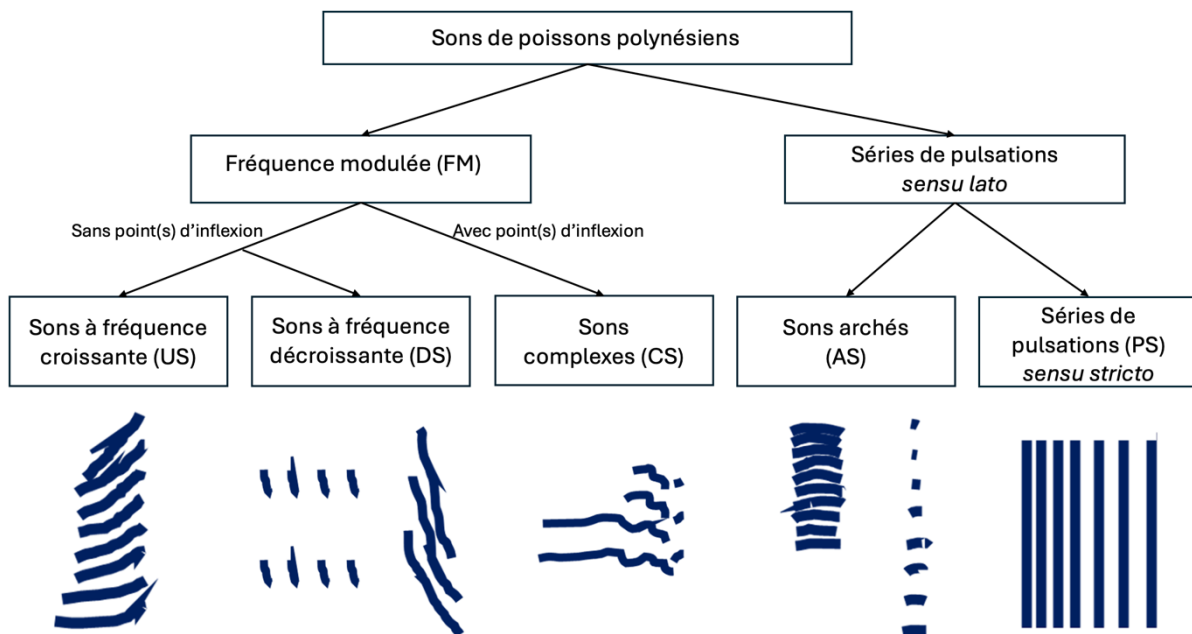 Sons de poissons polynésiens
Fréquence modulée (FM)
Séries de pulsations
sensu lato
Sans point(s) d’inflexion
Avec point(s) d’inflexion
Sons à fréquence
croissante (US)
Sons à fréquence
décroissante (DS)
Sons
complexes (CS)
Sons archés
(AS)
Séries de
pulsations (PS)
sensu stricto